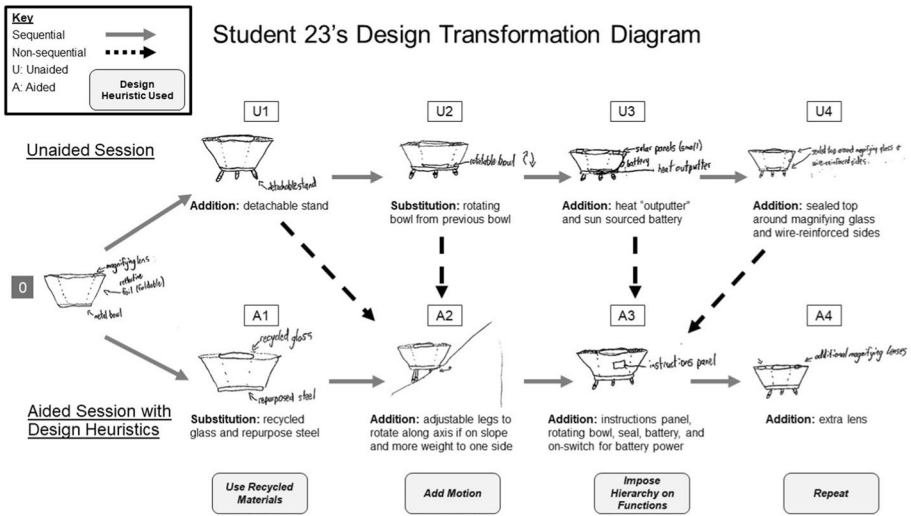 Key
Sequential
Non-sequential
U: Unaided
A: Aided
Design
Heuristic Used
Student 23's Design Transformation Diagram
Unaided Session
U1
U2
U3
U4
detachable stand
rotatable bowl
solar panels (small)
battery
heat outputter
sealed top around magnifying glass +
wire-reinforced sides
Addition: detachable stand
Substitution: rotating
bowl from previous bowl
Addition: heat "outputter"
and sun sourced battery
Addition: sealed top
around magnifying glass
and wire-reinforced sides
0
magnifying lens
reflective
foil (foldable)
metal bowl
A1
A2
A3
A4
recycled glass
repurposed steel
instructions panel
additional magnifying lenses
Aided Session with
Design Heuristics
Substitution: recycled
glass and repurpose steel
Addition: adjustable legs to
rotate along axis if on slope
and more weight to one side
Addition: instructions panel,
rotating bowl, seal, battery, and
on-switch for battery power
Addition: extra lens
Use Recycled
Materials
Add Motion
Impose
Hierarchy on
Functions
Repeat